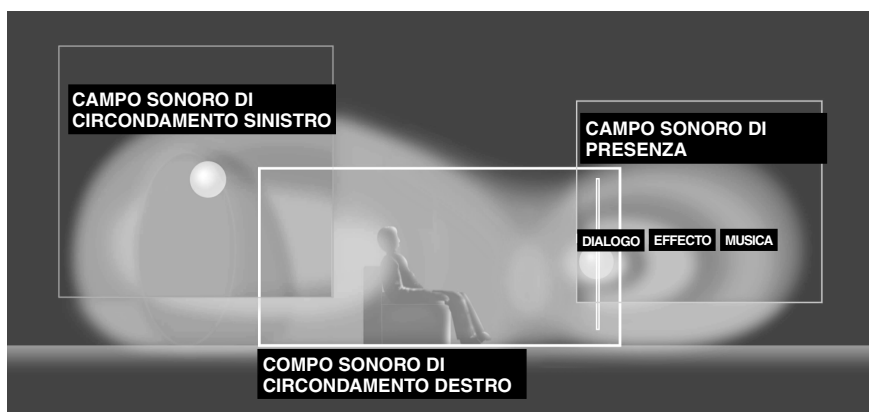 CAMPO SONORO DI
CIRCONDAMENTO SINISTRO
CAMPO SONORO DI
PRESENZA
DIALOGO EFFECTO MUSICA
COMPO SONORO DI
CIRCONDAMENTO DESTRO